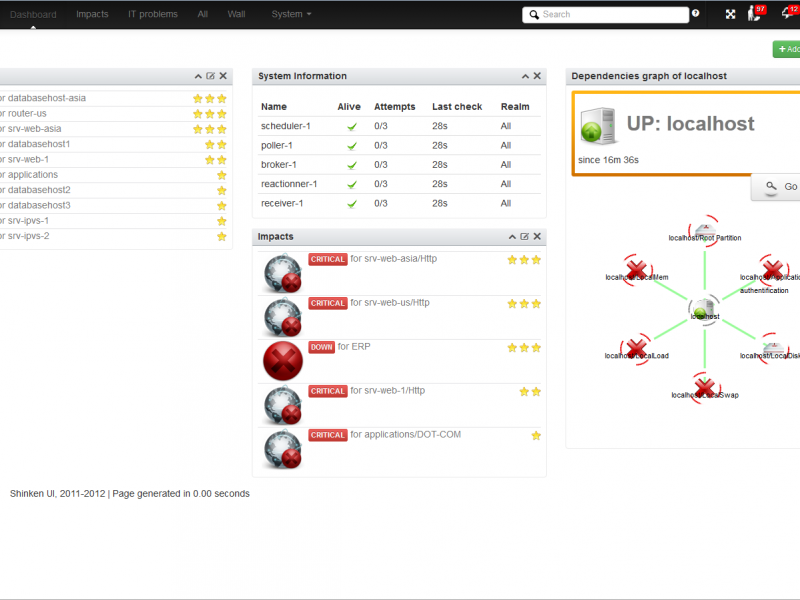 Dashboard Impacts IT problems All Wall System Search 97 12
Add
or databasehost-asia
or router-us
or srv-web-asia
or databasehost1
or srv-web-1
or applications
or databasehost2
or databasehost3
or srv-ipvs-1
or srv-ipvs-2
System Information
Name Alive Attempts Last check Realm
scheduler-1 0/3 28s All
poller-1 0/3 28s All
broker-1 0/3 28s All
reactionner-1 0/3 28s All
receiver-1 0/3 28s All
Impacts
CRITICAL for srv-web-asia/Http
CRITICAL for srv-web-us/Http
DOWN for ERP
CRITICAL for srv-web-1/Http
CRITICAL for applications/DOT-COM
Dependencies graph of localhost
UP: localhost
since 16m 36s
Go
localhost/Root Partition
localhost/LocalMem
localhost/Applicatio
authentification
localhost
localhost/LocalLoad
localhost/LocalDisk
localhost/LocalSwap
Shinken UI, 2011-2012 | Page generated in 0.00 seconds